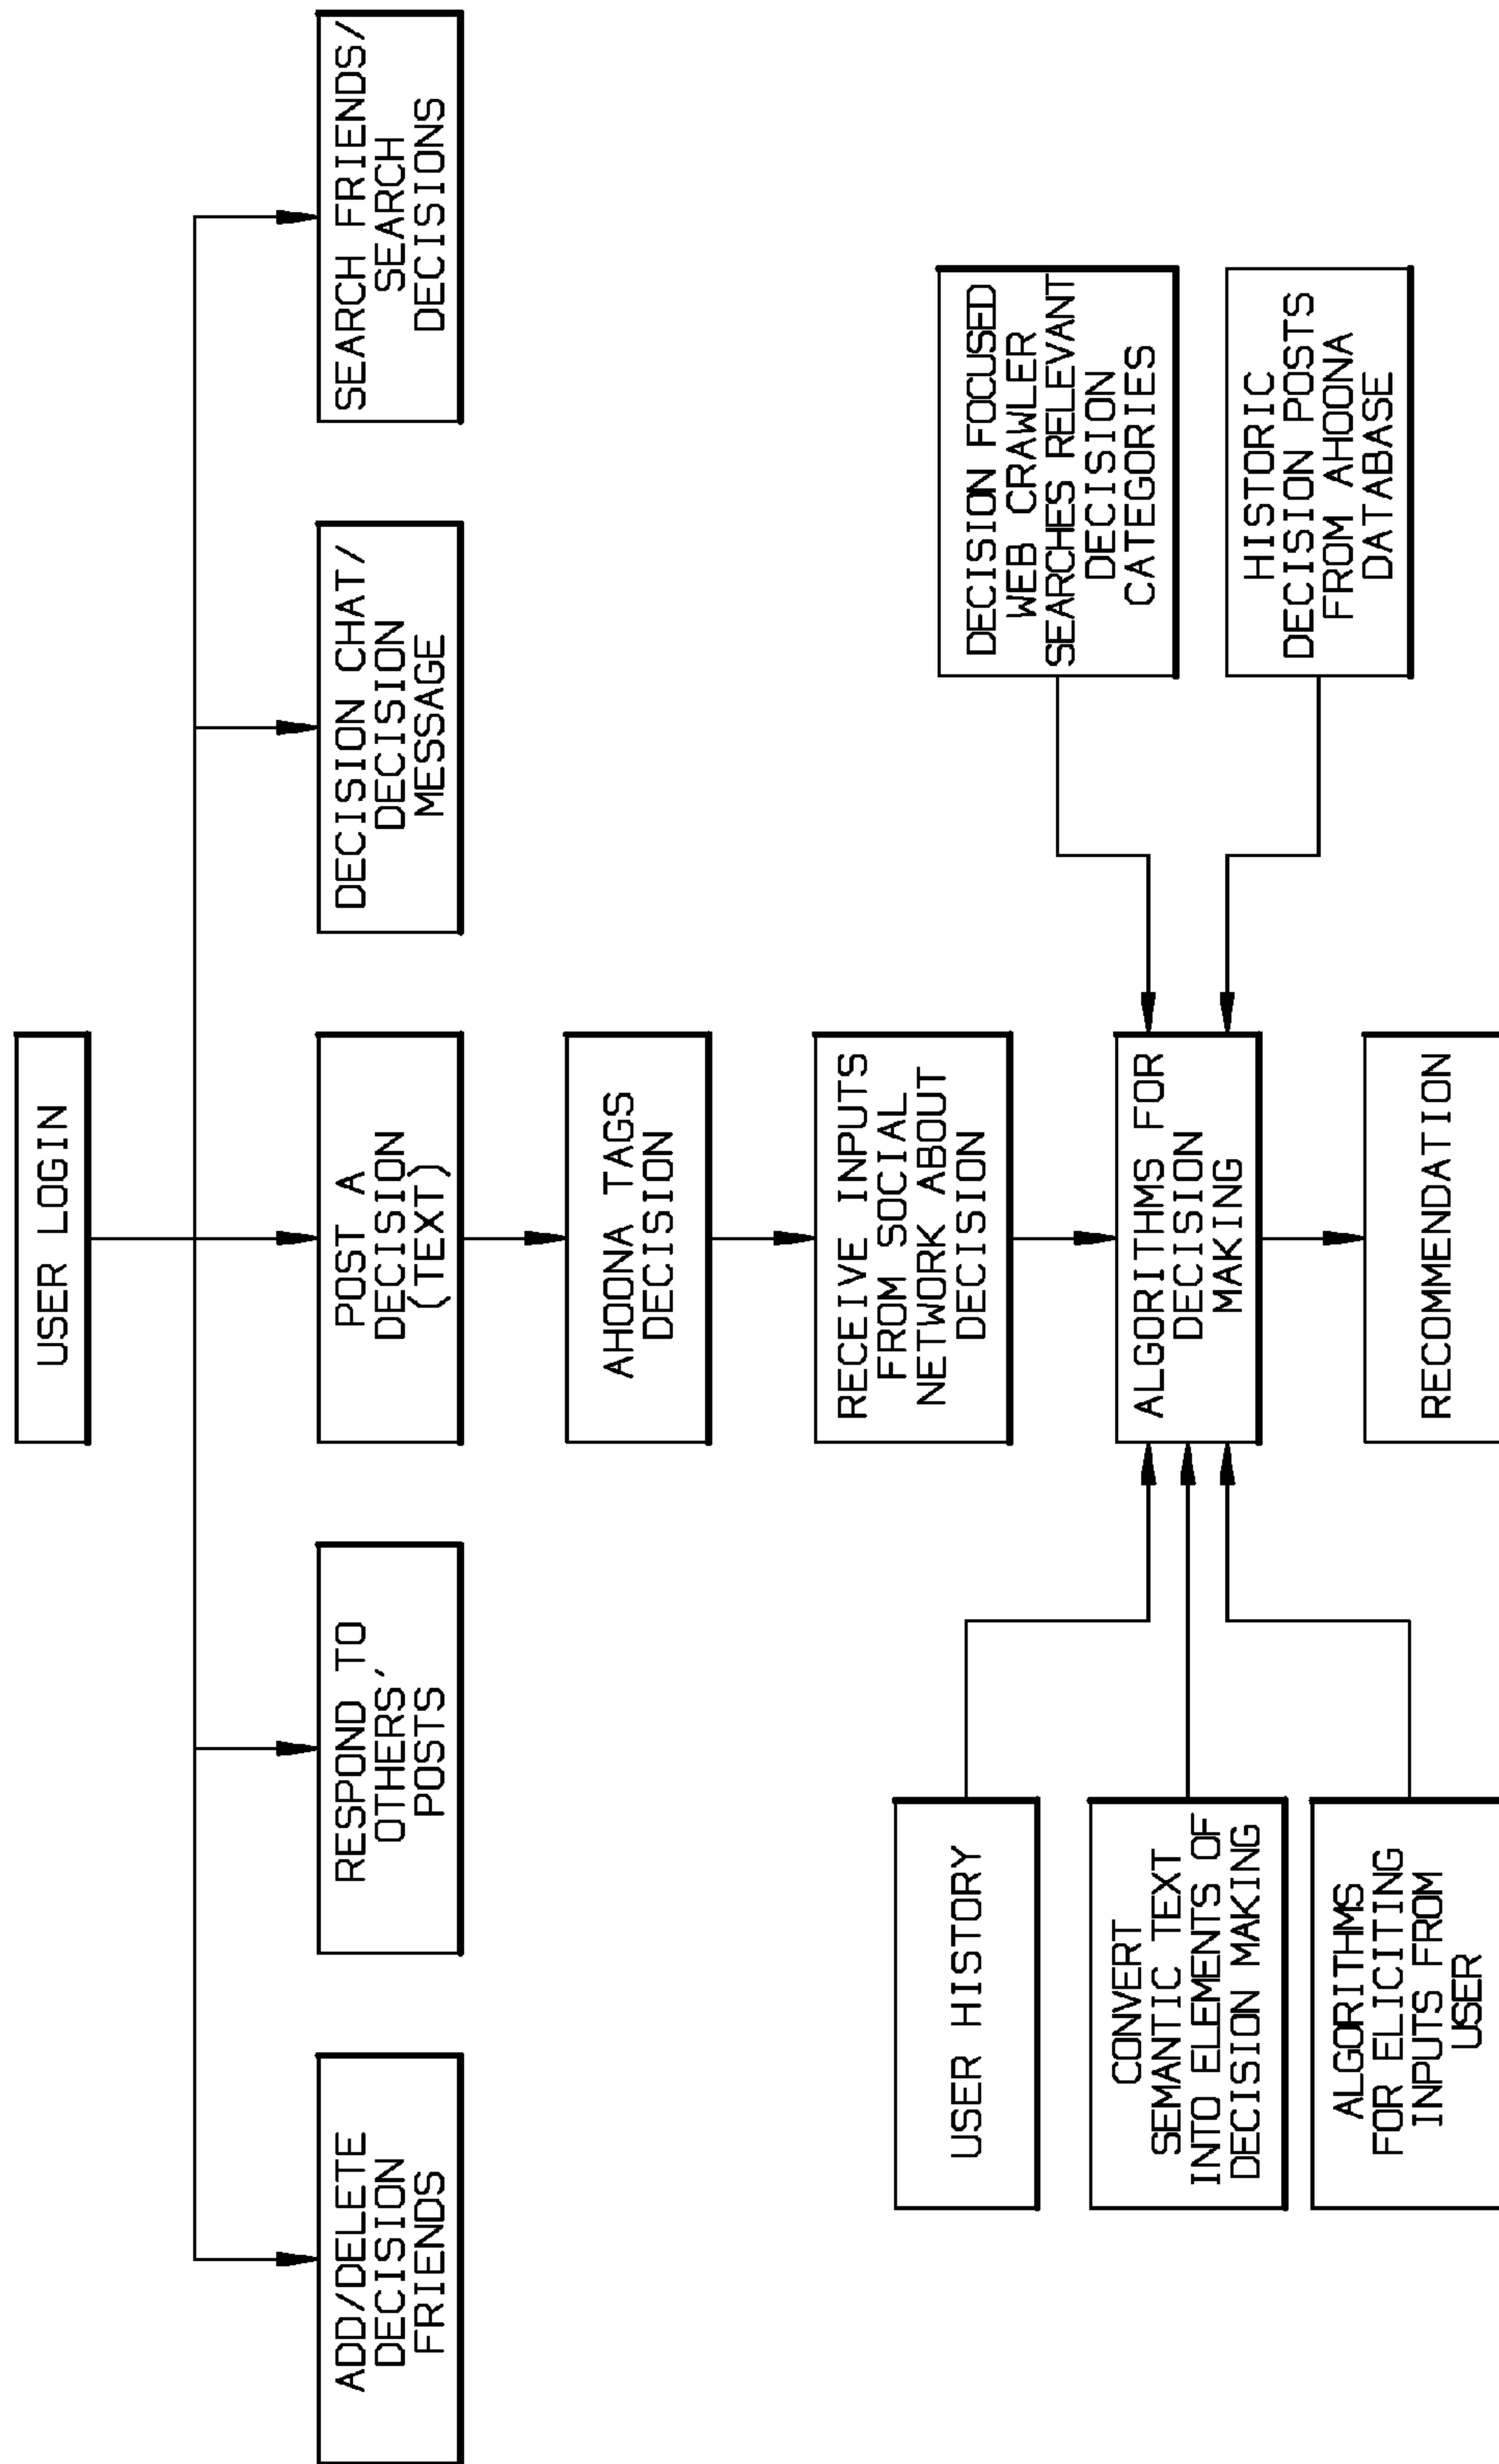 USER LOGIN
ADD/DELETE
DECISION
FRIENDS
RESPOND TO
OTHERS'
POSTS
POST A
DECISION
(TEXT)
DECISION CHAT/
DECISION
MESSAGE
SEARCH FRIENDS/
SEARCH
DECISIONS
AHOONA TAGS
DECISION
RECEIVE INPUTS
FROM SOCIAL
NETWORK ABOUT
DECISION
USER HISTORY
CONVERT
SEMANTIC TEXT
INTO ELEMENTS OF
DECISION MAKING
ALGORITHMS
FOR ELICITING
INPUTS FROM
USER
ALGORITHMS FOR
DECISION
MAKING
DECISION FOCUSED
WEB CRAWLER
SEARCHES RELEVANT
DECISION
CATEGORIES
HISTORIC
DECISION POSTS
FROM AHOONA
DATABASE
RECOMMENDATION